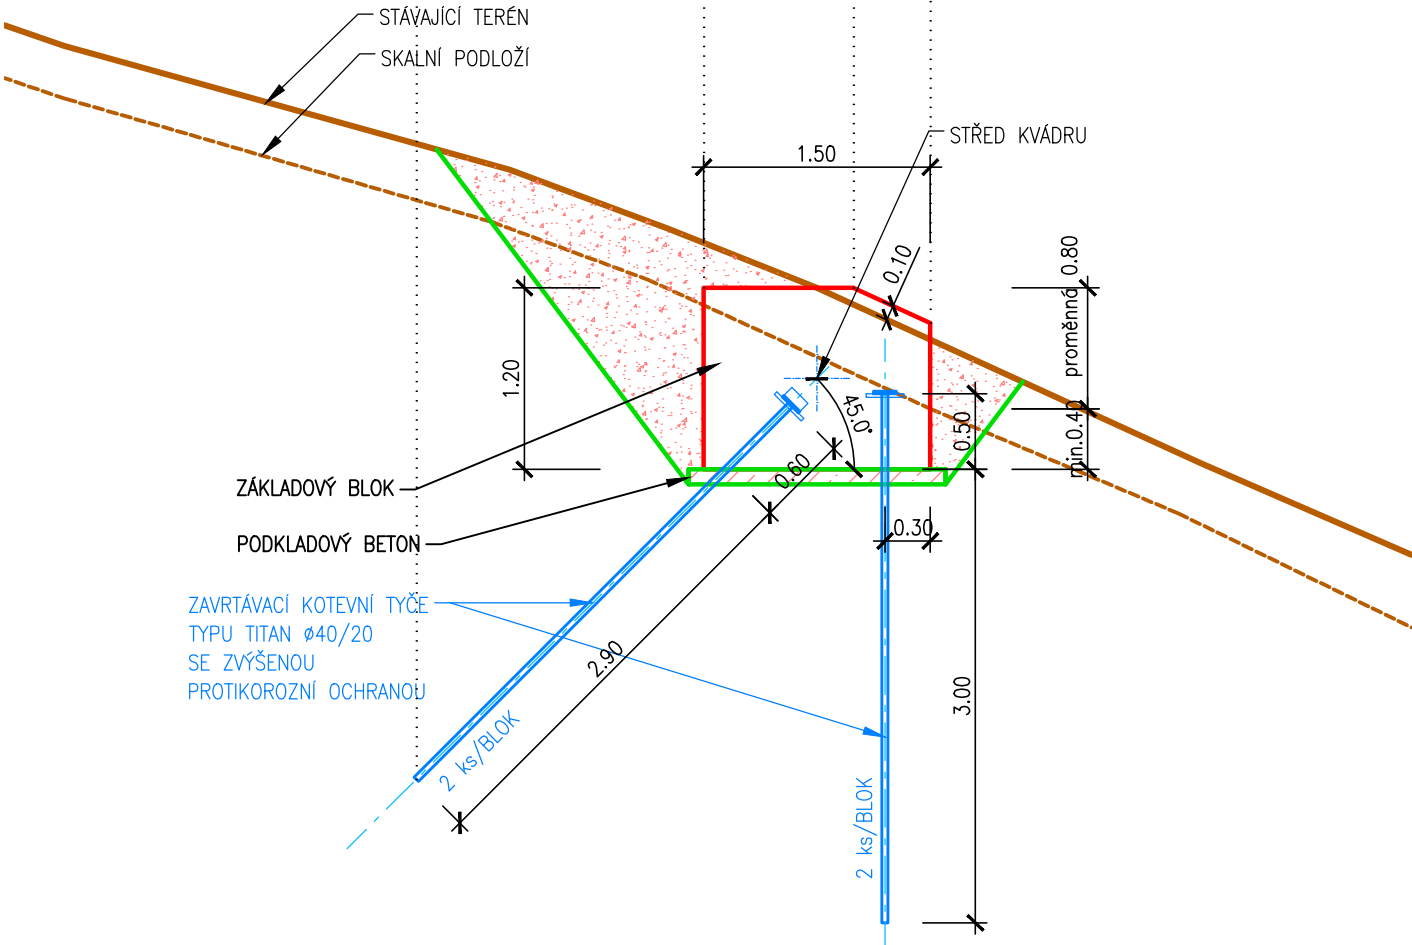 STÁVAJÍCÍ TERÉN
SKALNÍ PODLOŽÍ
STŘED KVÁDRU
1.50
0.10
proměnná 0.80
1.20
45.0°
min.0.40
0.50
0.60
ZÁKLADOVÝ BLOK
PODKLADOVÝ BETON
0.30
ZAVRTÁVACÍ KOTEVNÍ TYČE
TYPU TITAN ø40/20
SE ZVÝŠENOU
PROTIKOROZNÍ OCHRANOU
2.90
3.00
2 ks/BLOK
2 ks/BLOK